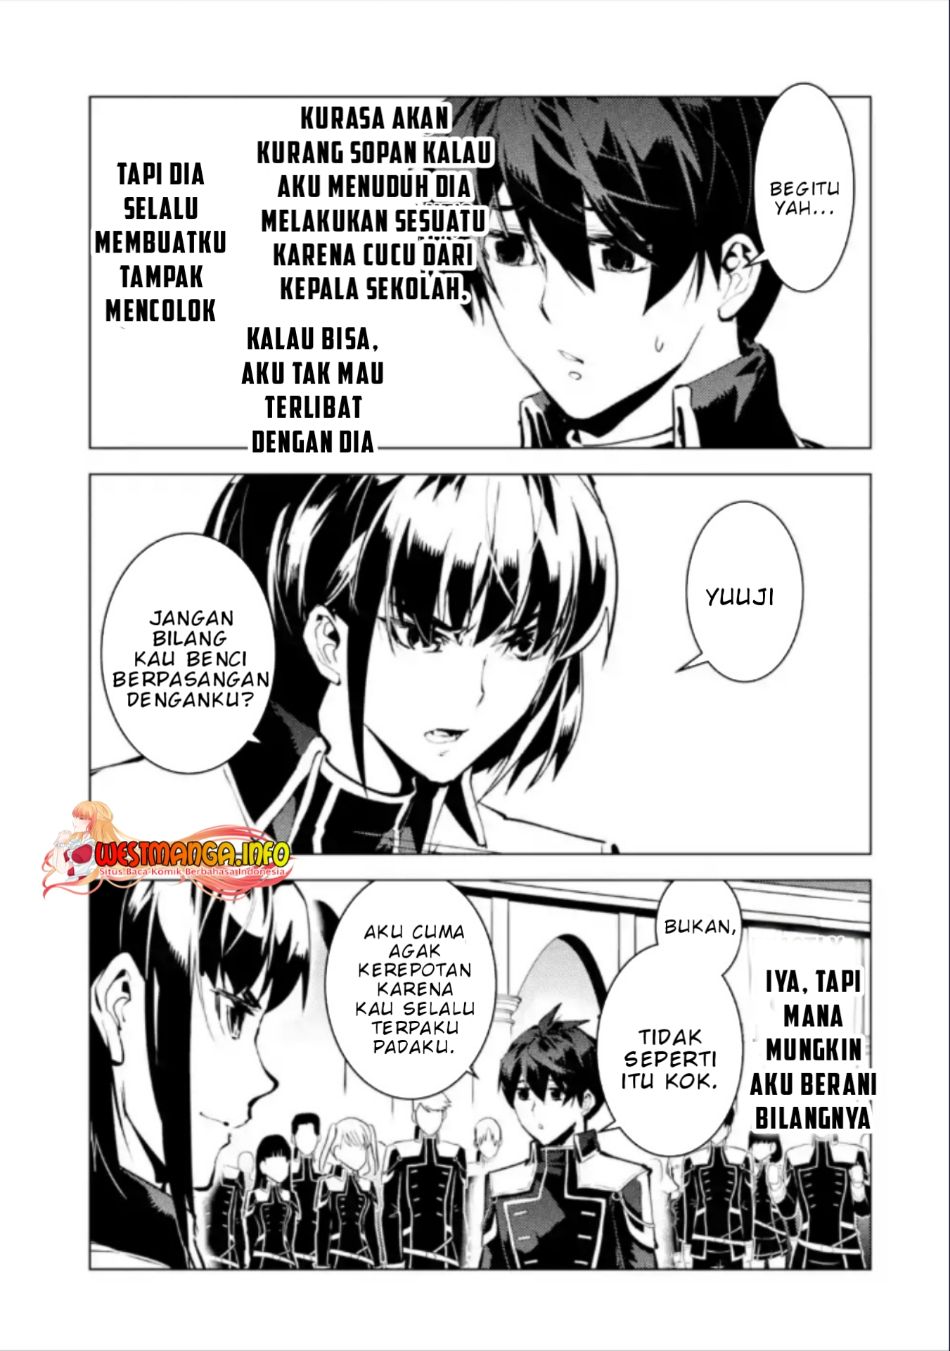 BEGITU
YAH...
KURASA AKAN
KURANG SOPAN KALAU
AKU MENUDUH DIA
MELAKUKAN SESUATU
KARENA CUCU DARI
KEPALA SEKOLAH.
TAPI DIA
SELALU
MEMBUATKU
TAMPAK
MENCOLOK
KALAU BISA,
AKU TAK MAU
TERLIBAT
DENGAN DIA
YUUJI
JANGAN
BILANG
KAU BENCI
BERPASANGAN
DENGANKU?
WESTMANGA.INFO
Situs Baca Komik Berbahasa Indonesia
BUKAN,
TIDAK
SEPERTI
ITU KOK.
IYA, TAPI
MANA
MUNGKIN
AKU BERANI
BILANGNYA
AKU CUMA
AGAK
KEREPOTAN
KARENA
KAU SELALU
TERPAKU
PADAKU.